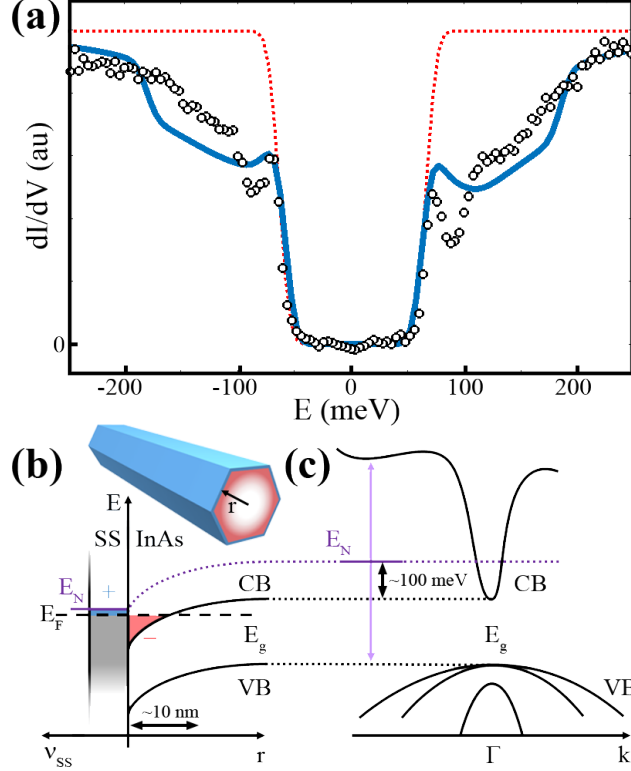 (a)
dI/dV (au)
0
-200
-100
0
100
200
E (meV)
(b)
(c)
r
E
SS
InAs
E_N
+
E_F
−
CB
E_g
VB
~10 nm
ν_SS
r
E_N
~100 meV
CB
E_g
VB
Γ
k